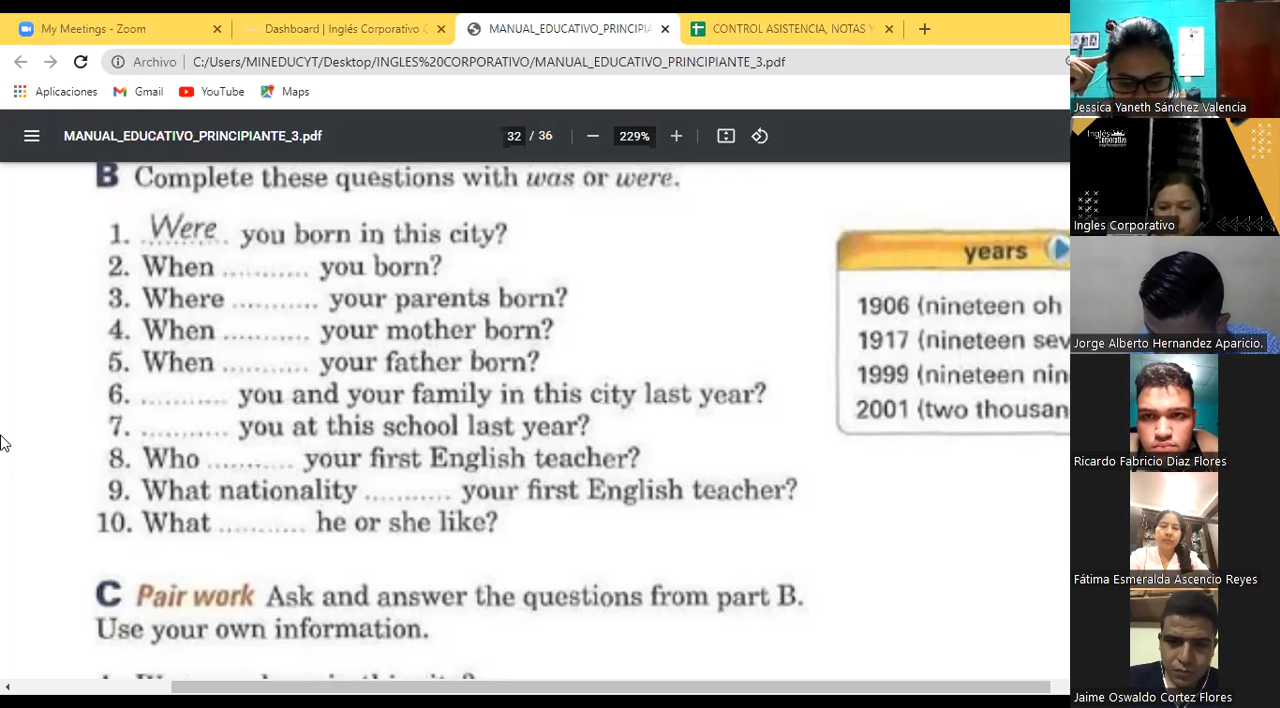 My Meetings - Zoom
Dashboard | Inglés Corporativo
MANUAL_EDUCATIVO_PRINCIPIA
CONTROL ASISTENCIA, NOTAS Y
Archivo | C:/Users/MINEDUCYT/Desktop/INGLES%20CORPORATIVO/MANUAL_EDUCATIVO_PRINCIPIANTE_3.pdf
Aplicaciones Gmail YouTube Maps
MANUAL_EDUCATIVO_PRINCIPIANTE_3.pdf 32 / 36 229%
B Complete these questions with was or were.
1. Were you born in this city?
2. When ........... you born?
3. Where ........... your parents born?
4. When ........... your mother born?
5. When ........... your father born?
6. ........... you and your family in this city last year?
7. ........... you at this school last year?
8. Who ........... your first English teacher?
9. What nationality ........... your first English teacher?
10. What ........... he or she like?
years
1906 (nineteen oh
1917 (nineteen sev
1999 (nineteen nin
2001 (two thousan
C Pair work Ask and answer the questions from part B.
Use your own information.
Jessica Yaneth Sánchez Valencia
Inglés
Corporativo
Ingles Corporativo
Jorge Alberto Hernandez Aparicio.
Ricardo Fabricio Diaz Flores
Fátima Esmeralda Ascencio Reyes
Jaime Oswaldo Cortez Flores